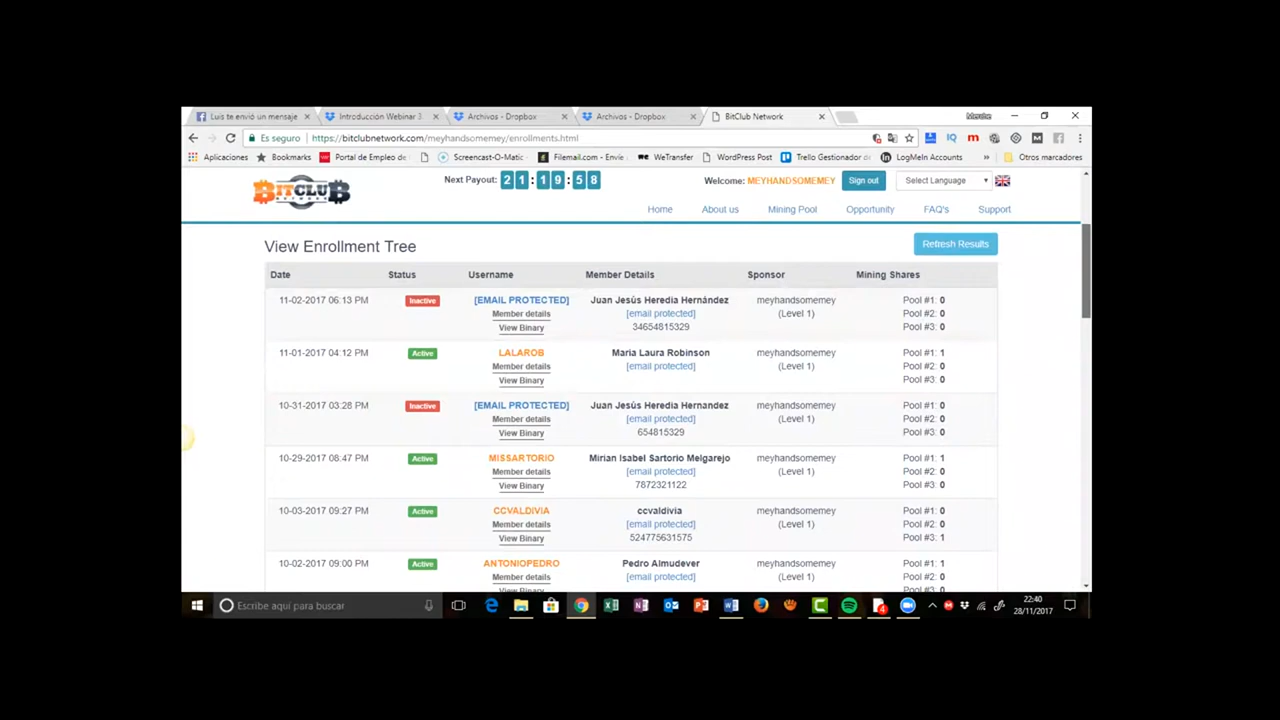 Luis te envió un mensaje
Introducción Webinar 3
Archivos - Dropbox
Archivos - Dropbox
BitClub Network
Es seguro
https://bitclubnetwork.com/meyhandsomemey/enrollments.html
Aplicaciones
Bookmarks
Portal de Empleo de
Screencast-O-Matic
Filemail.com - Envíe
WeTransfer
WordPress Post
Trello Gestionador d
LogMeIn Accounts
Otros marcadores
BITCLUB
NETWORK
Next Payout: 21:19:58
Welcome: MEYHANDSOMEMEY
Sign out
Select Language
Home
About us
Mining Pool
Opportunity
FAQ's
Support
View Enrollment Tree
Refresh Results
Date Status Username Member Details Sponsor Mining Shares
11-02-2017 06:13 PM Inactive [EMAIL PROTECTED] Juan Jesús Heredia Hernández meyhandsomemey Pool #1: 0
Member details [email protected] (Level 1) Pool #2: 0
View Binary 34654815329 Pool #3: 0
11-01-2017 04:12 PM Active LALAROB Maria Laura Robinson meyhandsomemey Pool #1: 1
Member details [email protected] (Level 1) Pool #2: 0
View Binary Pool #3: 0
10-31-2017 03:28 PM Inactive [EMAIL PROTECTED] Juan Jesús Heredia Hernandez meyhandsomemey Pool #1: 0
Member details [email protected] (Level 1) Pool #2: 0
View Binary 654815329 Pool #3: 0
10-29-2017 08:47 PM Active MISSARTORIO Mirian Isabel Sartorio Melgarejo meyhandsomemey Pool #1: 1
Member details [email protected] (Level 1) Pool #2: 0
View Binary 7872321122 Pool #3: 0
10-03-2017 09:27 PM Active CCVALDIVIA ccvaldivia meyhandsomemey Pool #1: 0
Member details [email protected] (Level 1) Pool #2: 0
View Binary 524775631575 Pool #3: 1
10-02-2017 09:00 PM Active ANTONIOPEDRO Pedro Almudever meyhandsomemey Pool #1: 1
Member details [email protected] (Level 1) Pool #2: 0
Escribe aquí para buscar
22:40
28/11/2017